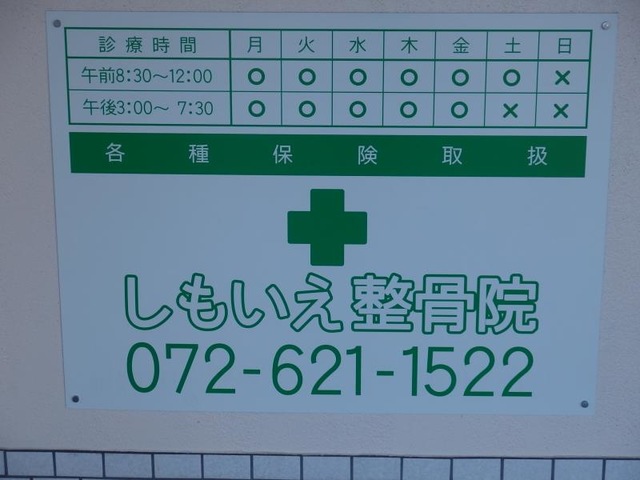 診療時間 月 火 水 木 金 土 日
午前8:30〜12:00 ○ ○ ○ ○ ○ ○ ×
午後3:00〜 7:30 ○ ○ ○ ○ ○ × ×
各種保険取扱
しもいえ整骨院
072-621-1522